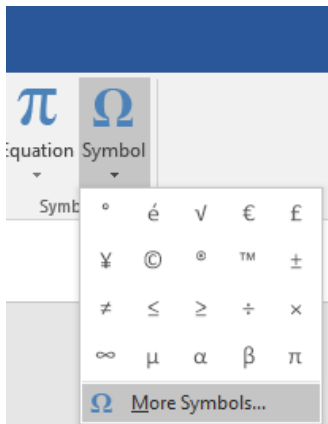 π Ω
Equation Symbol
Symb
° é √ € £
¥ © ® ™ ±
≠ ≤ ≥ ÷ ×
∞ μ α β π
Ω More Symbols...